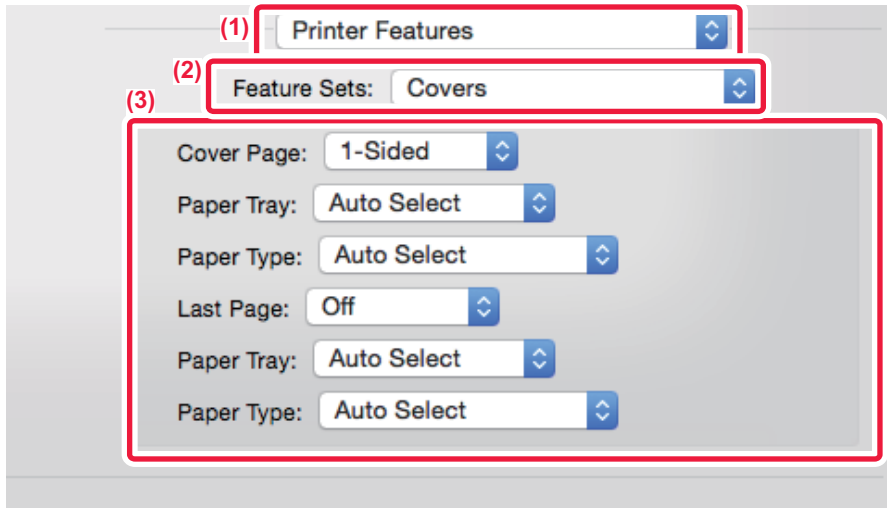 (1) Printer Features
(2) Feature Sets: Covers
(3)
Cover Page: 1-Sided
Paper Tray: Auto Select
Paper Type: Auto Select
Last Page: Off
Paper Tray: Auto Select
Paper Type: Auto Select